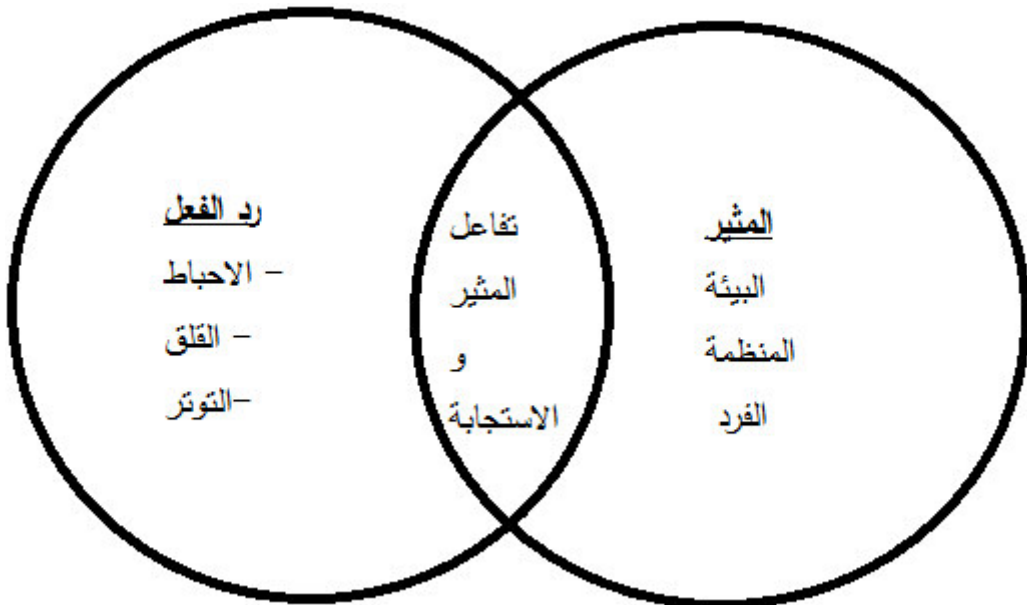 المثير
البيئة
المنظمة
الفرد
تفاعل
المثير
و
الاستجابة
رد الفعل
- الاحباط
- القلق
-التوتر